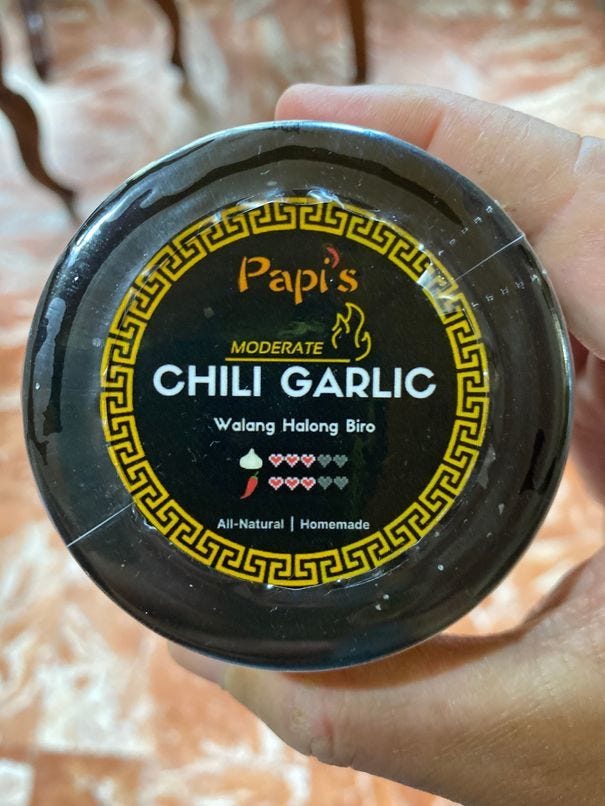 Papi's
MODERATE
CHILI GARLIC
Walang Halong Biro
All-Natural | Homemade